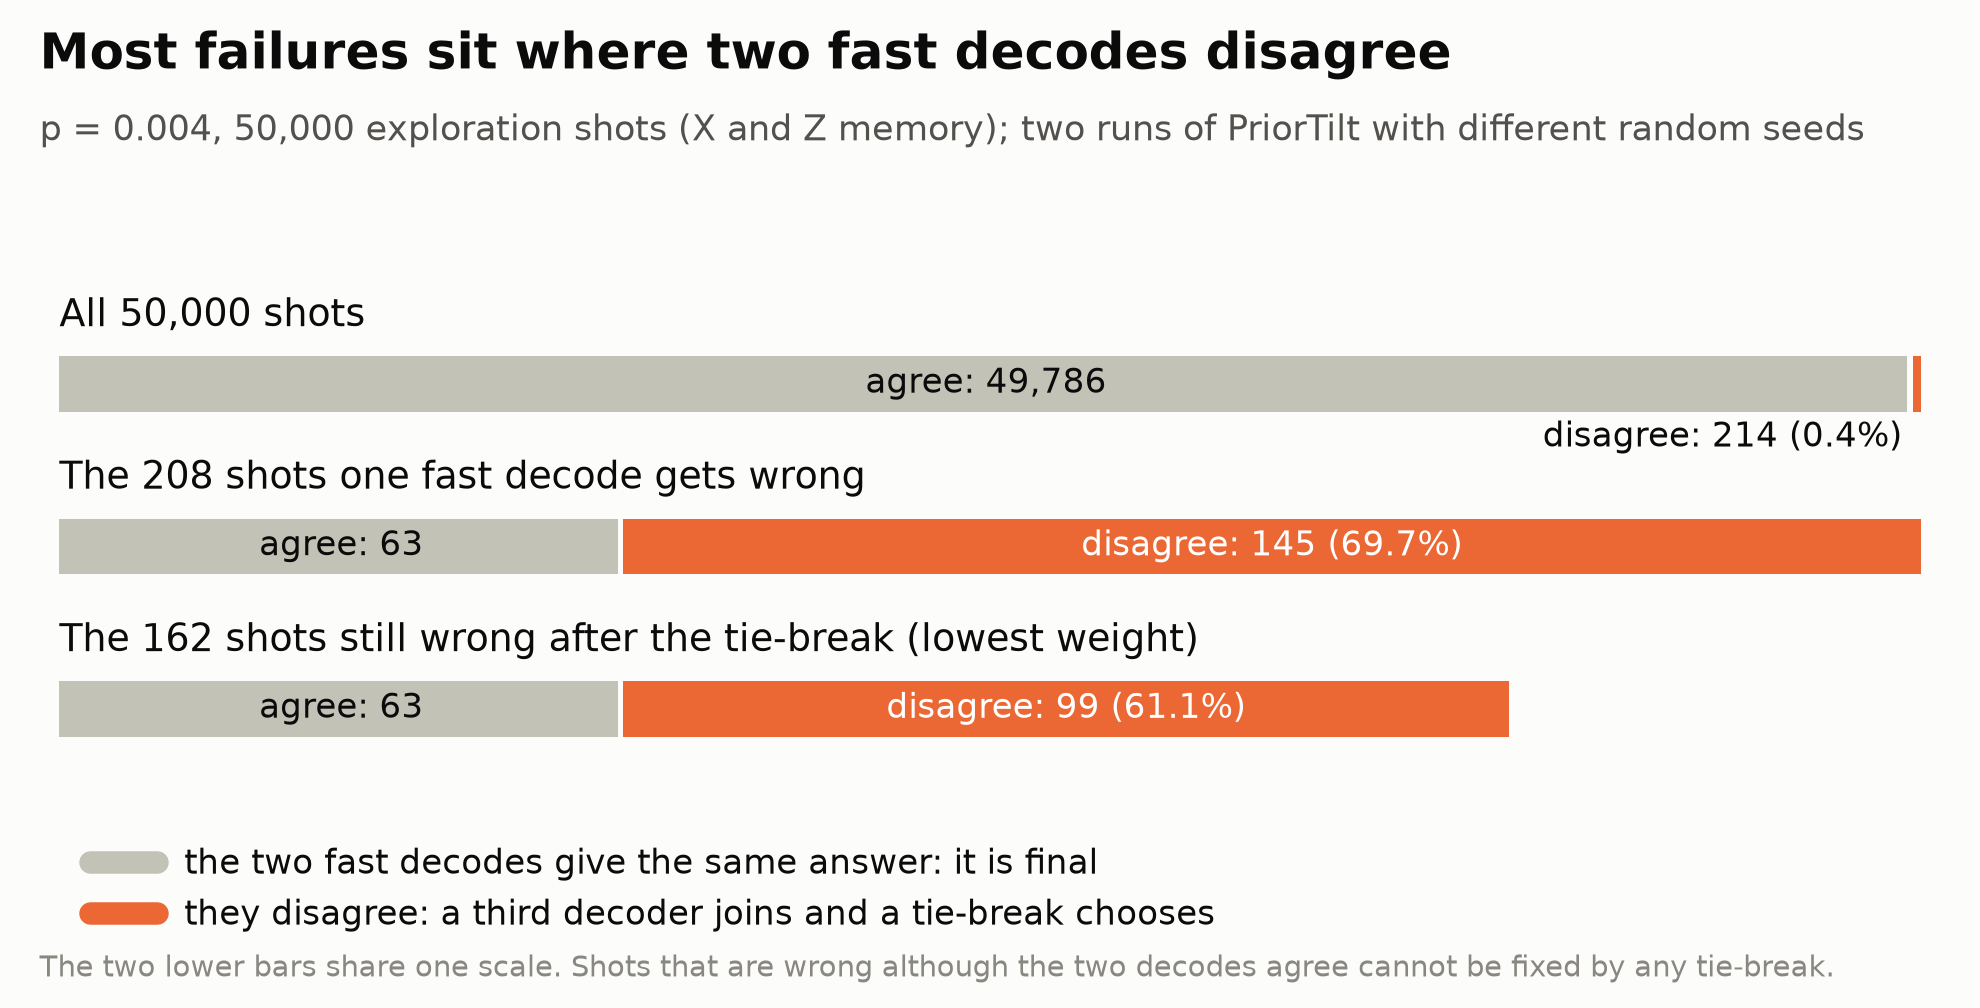 Most failures sit where two fast decodes disagree
p = 0.004, 50,000 exploration shots (X and Z memory); two runs of PriorTilt with different random seeds
All 50,000 shots
agree: 49,786
disagree: 214 (0.4%)
The 208 shots one fast decode gets wrong
agree: 63
disagree: 145 (69.7%)
The 162 shots still wrong after the tie-break (lowest weight)
agree: 63
disagree: 99 (61.1%)
the two fast decodes give the same answer: it is final
they disagree: a third decoder joins and a tie-break chooses
The two lower bars share one scale. Shots that are wrong although the two decodes agree cannot be fixed by any tie-break.